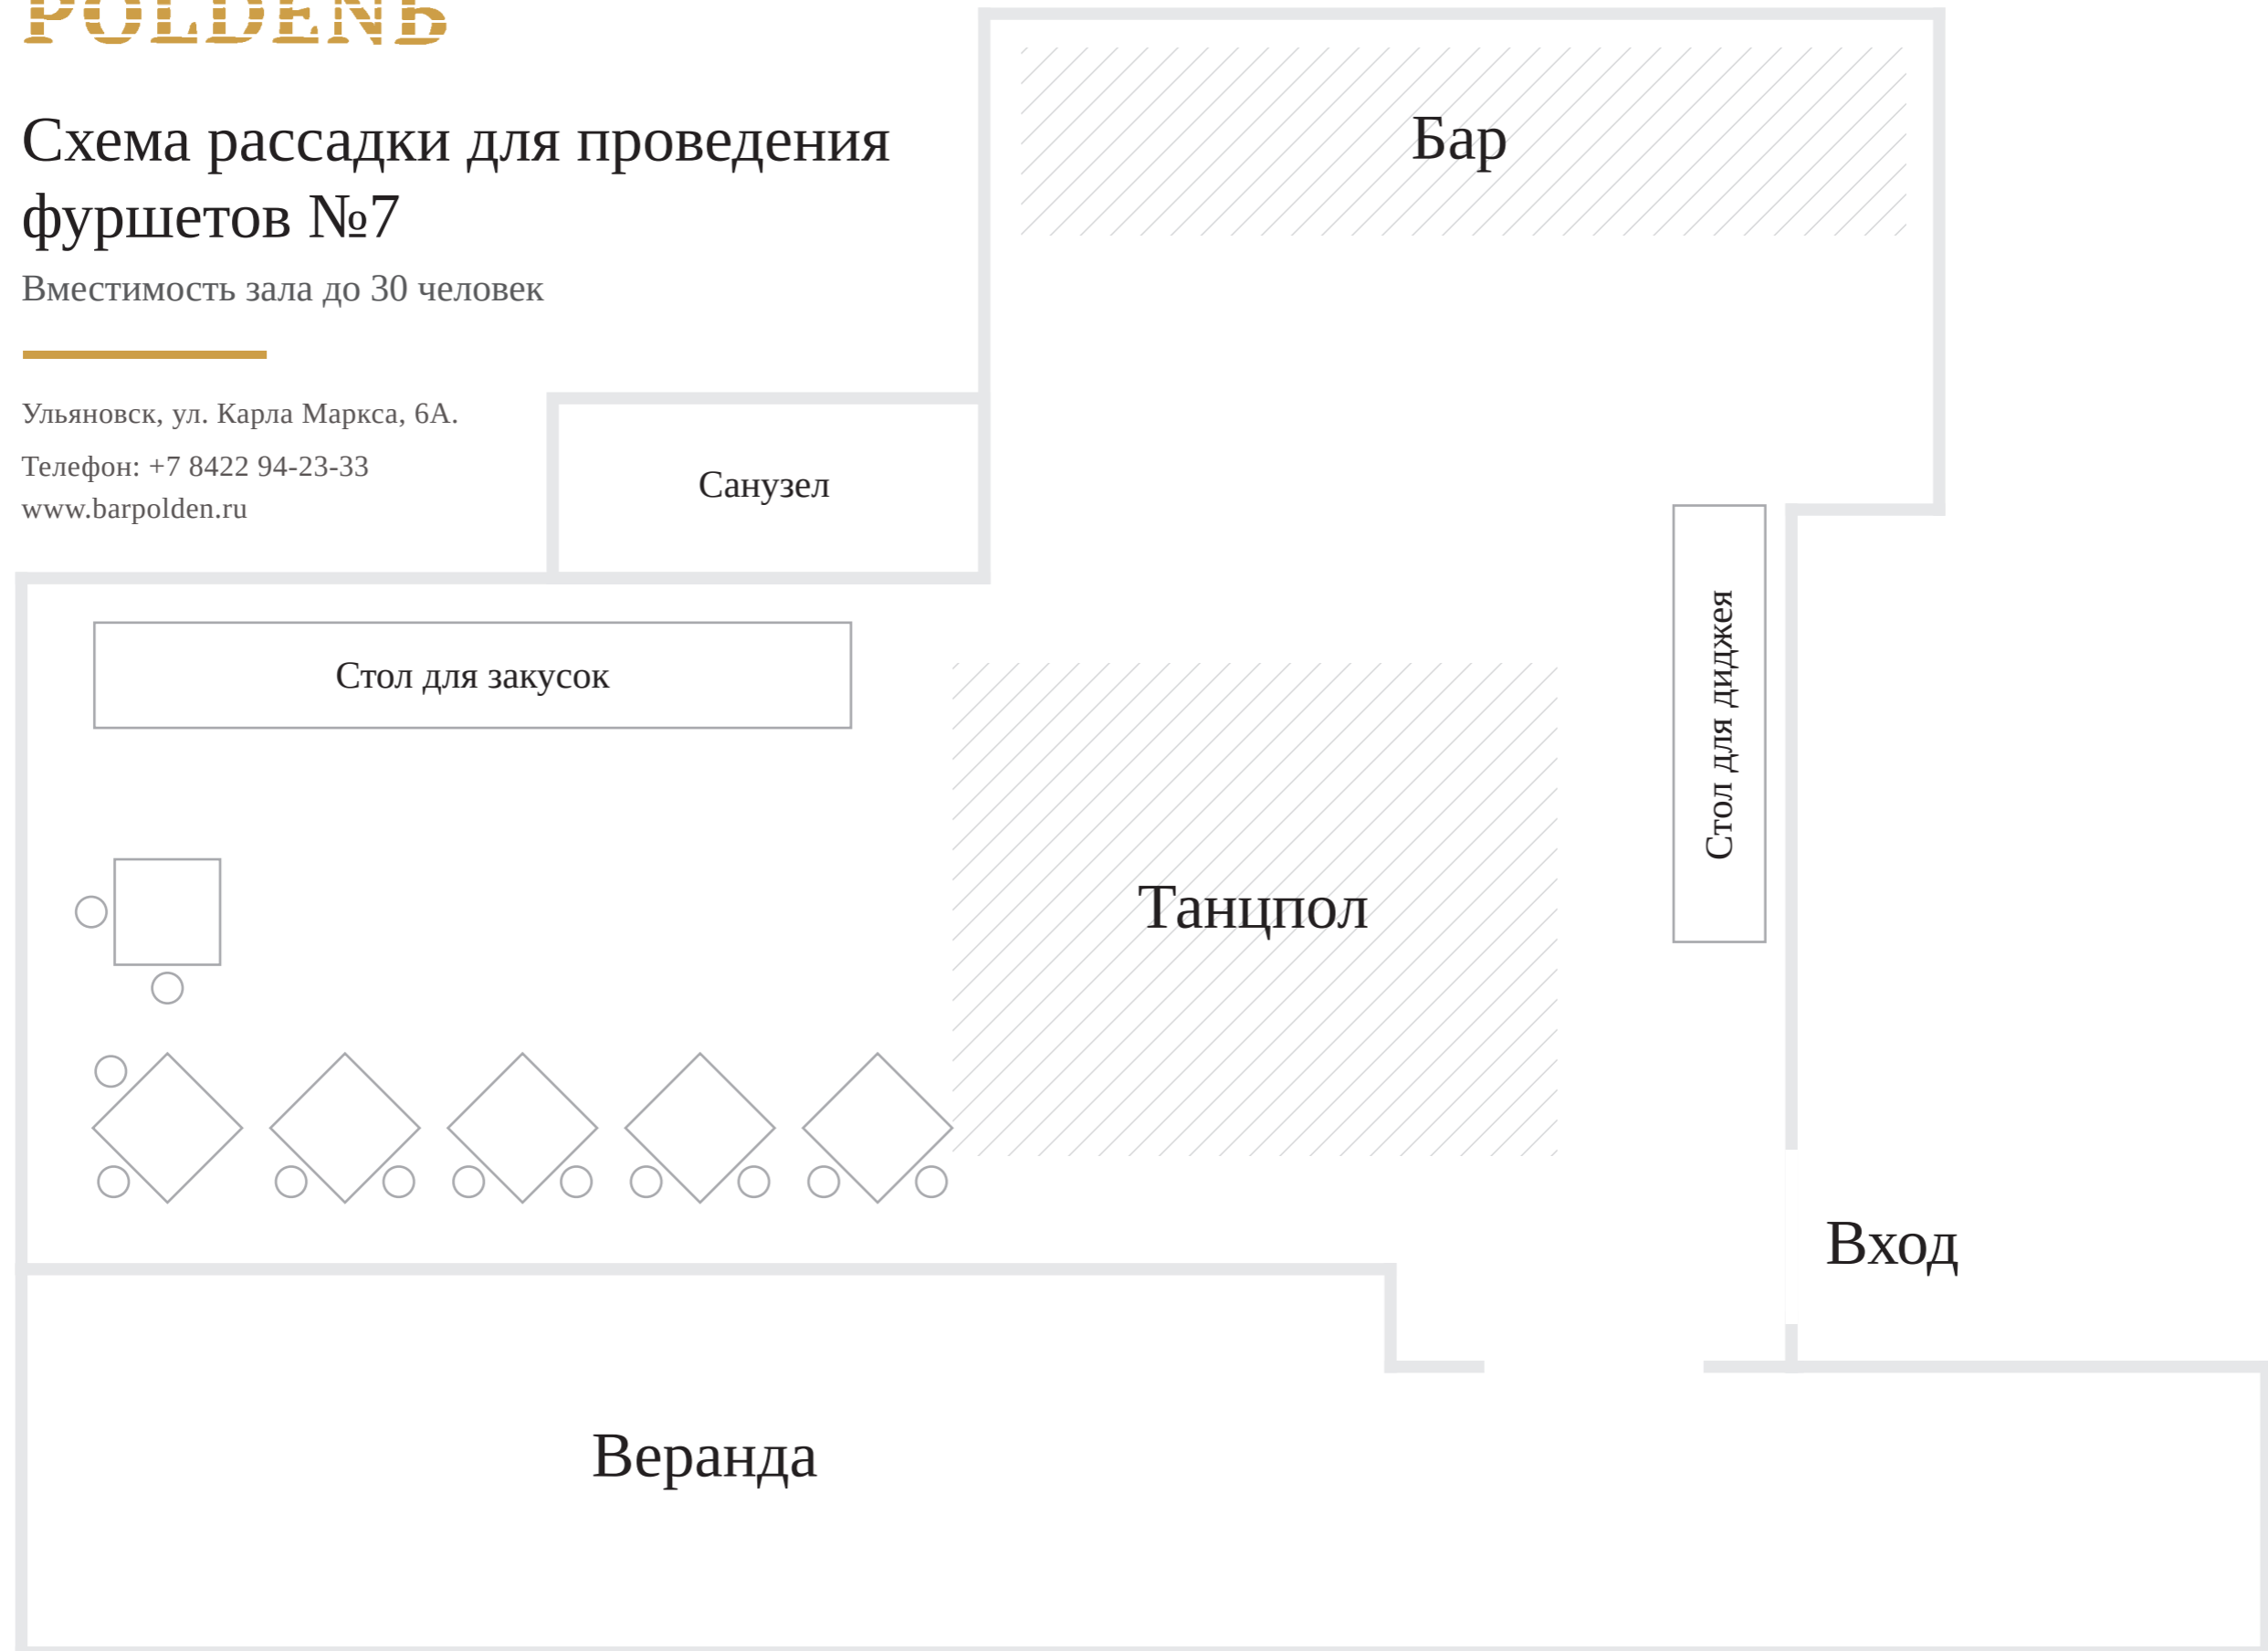 POLDENЬ
Схема рассадки для проведения
фуршетов №7
Вместимость зала до 30 человек
Ульяновск, ул. Карла Маркса, 6А.
Телефон: +7 8422 94-23-33
www.barpolden.ru
Бар
Санузел
Стол для закусок
Стол для диджея
Танцпол
Вход
Веранда